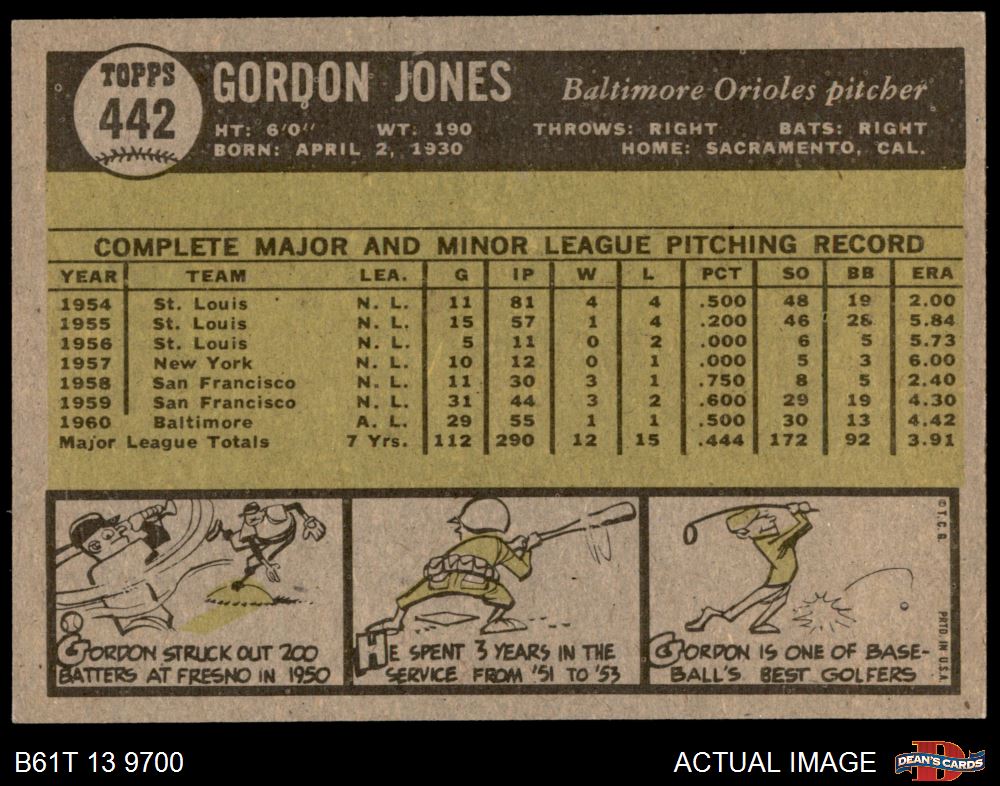 TOPPS
442
GORDON JONES
Baltimore Orioles pitcher
HT: 6'0" WT: 190 THROWS: RIGHT BATS: RIGHT
BORN: APRIL 2, 1930 HOME: SACRAMENTO, CAL.
COMPLETE MAJOR AND MINOR LEAGUE PITCHING RECORD
YEAR TEAM LEA. G IP W L PCT SO BB ERA
1954 St. Louis N. L. 11 81 4 4 .500 48 19 2.00
1955 St. Louis N. L. 15 57 1 4 .200 46 28 5.84
1956 St. Louis N. L. 5 11 0 2 .000 6 5 5.73
1957 New York N. L. 10 12 0 1 .000 5 3 6.00
1958 San Francisco N. L. 11 30 3 1 .750 8 5 2.40
1959 San Francisco N. L. 31 44 3 2 .600 29 19 4.30
1960 Baltimore A. L. 29 55 1 1 .500 30 13 4.42
Major League Totals 7 Yrs. 112 290 12 15 .444 172 92 3.91
GORDON STRUCK OUT 200
BATTERS AT FRESNO IN 1950
HE SPENT 3 YEARS IN THE
SERVICE FROM '51 TO '53
GORDON IS ONE OF BASE-
BALL'S BEST GOLFERS
© T. C. G. PRTD. IN U.S.A.
B61T 13 9700
ACTUAL IMAGE
D
DEAN'S CARDS